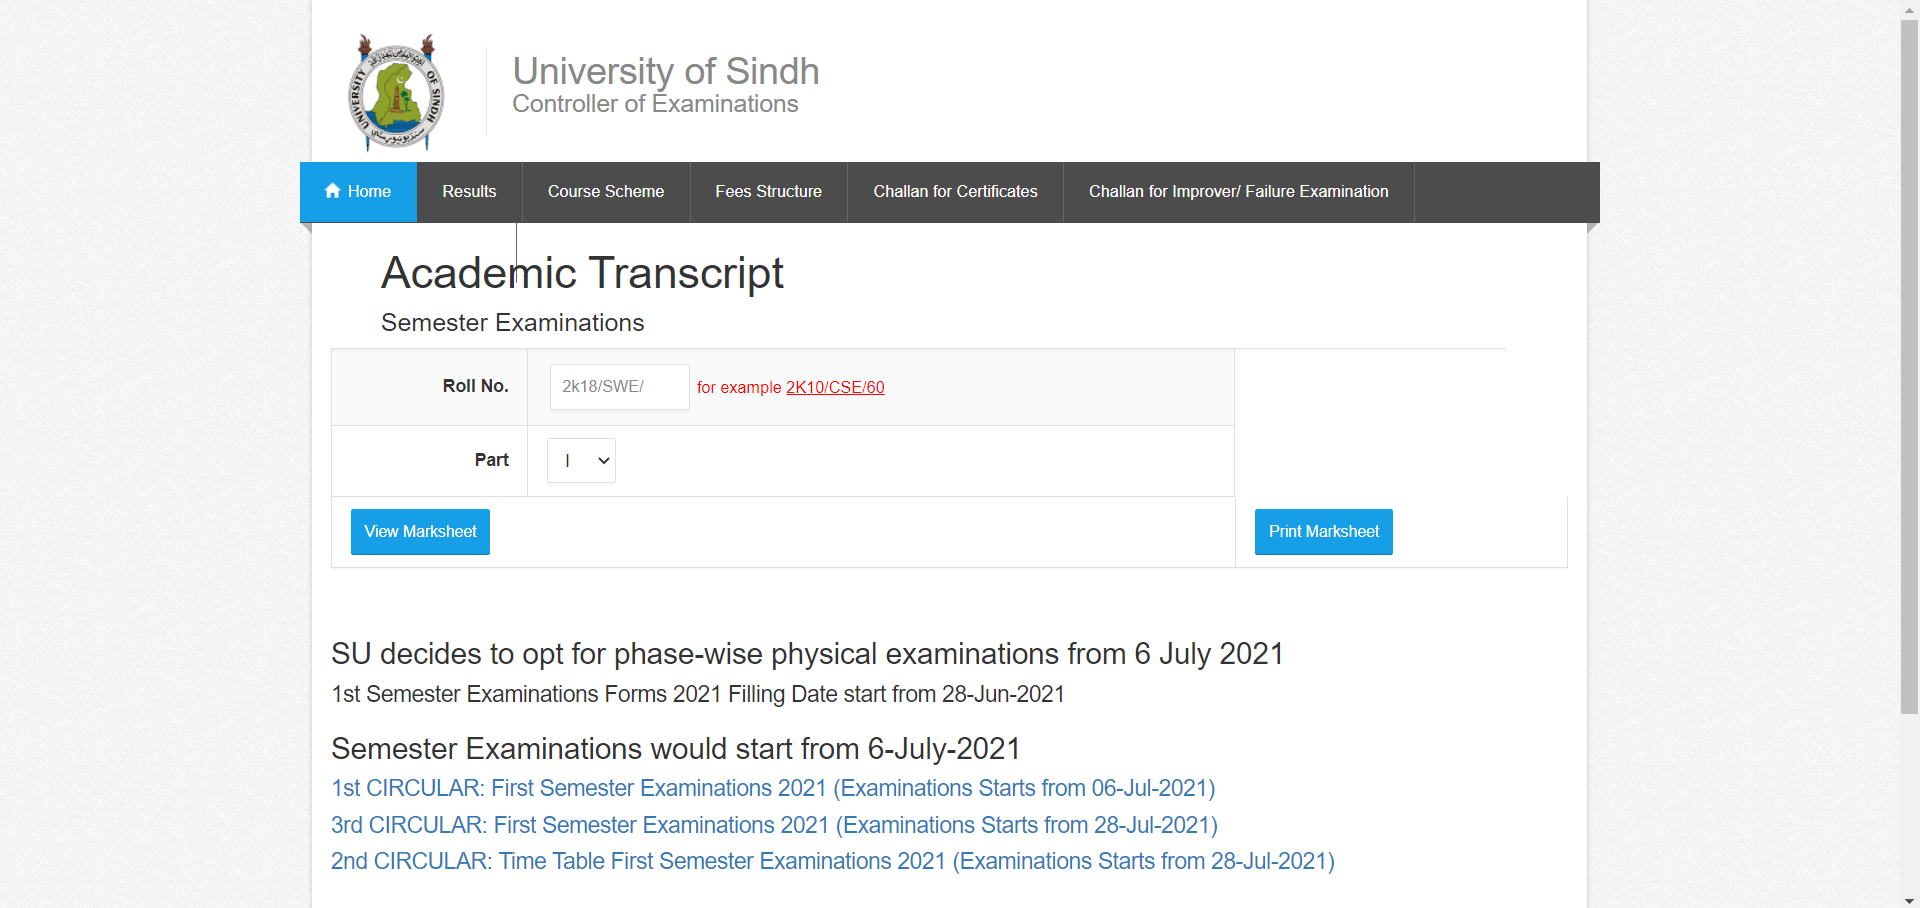 UNIVERSITY OF SINDH
University of Sindh
Controller of Examinations
Home
Results
Course Scheme
Fees Structure
Challan for Certificates
Challan for Improver/ Failure Examination
Academic Transcript
Semester Examinations
Roll No.
2k18/SWE/
for example 2K10/CSE/60
Part
I
View Marksheet
Print Marksheet
SU decides to opt for phase-wise physical examinations from 6 July 2021
1st Semester Examinations Forms 2021 Filling Date start from 28-Jun-2021
Semester Examinations would start from 6-July-2021
1st CIRCULAR: First Semester Examinations 2021 (Examinations Starts from 06-Jul-2021)
3rd CIRCULAR: First Semester Examinations 2021 (Examinations Starts from 28-Jul-2021)
2nd CIRCULAR: Time Table First Semester Examinations 2021 (Examinations Starts from 28-Jul-2021)